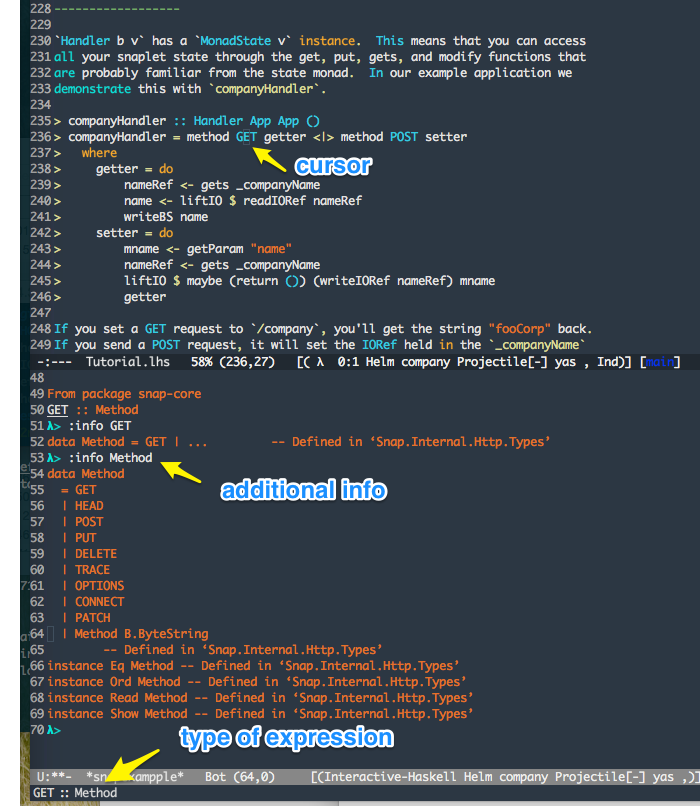 228 ------------------
229
230 `Handler b v` has a `MonadState v` instance.  This means that you can access
231 all your snaplet state through the get, put, gets, and modify functions that
232 are probably familiar from the state monad.  In our example application we
233 demonstrate this with `companyHandler`.
234
235 > companyHandler :: Handler App App ()
236 > companyHandler = method GET getter <|> method POST setter
237 >   where
cursor
238 >     getter = do
239 >         nameRef <- gets _companyName
240 >         name <- liftIO $ readIORef nameRef
241 >         writeBS name
242 >     setter = do
243 >         mname <- getParam "name"
244 >         nameRef <- gets _companyName
245 >         liftIO $ maybe (return ()) (writeIORef nameRef) mname
246 >         getter
247
248 If you set a GET request to `/company`, you'll get the string "fooCorp" back.
249 If you send a POST request, it will set the IORef held in the `_companyName`
-:---  Tutorial.lhs   58% (236,27)   [( λ  0:1 Helm company Projectile[-] yas , Ind)] [main]
48
49 From package snap-core
50 GET :: Method
51 λ> :info GET
52 data Method = GET | ...         -- Defined in ‘Snap.Internal.Http.Types’
53 λ> :info Method
54 data Method
additional info
55   = GET
56   | HEAD
57   | POST
58   | PUT
59   | DELETE
60   | TRACE
61   | OPTIONS
62   | CONNECT
63   | PATCH
64   | Method B.ByteString
65         -- Defined in ‘Snap.Internal.Http.Types’
66 instance Eq Method -- Defined in ‘Snap.Internal.Http.Types’
67 instance Ord Method -- Defined in ‘Snap.Internal.Http.Types’
68 instance Read Method -- Defined in ‘Snap.Internal.Http.Types’
69 instance Show Method -- Defined in ‘Snap.Internal.Http.Types’
70 λ>
type of expression
U:**-   Bot (64,0)     [(Interactive-Haskell Helm company Projectile[-] yas ,)]
GET :: Method